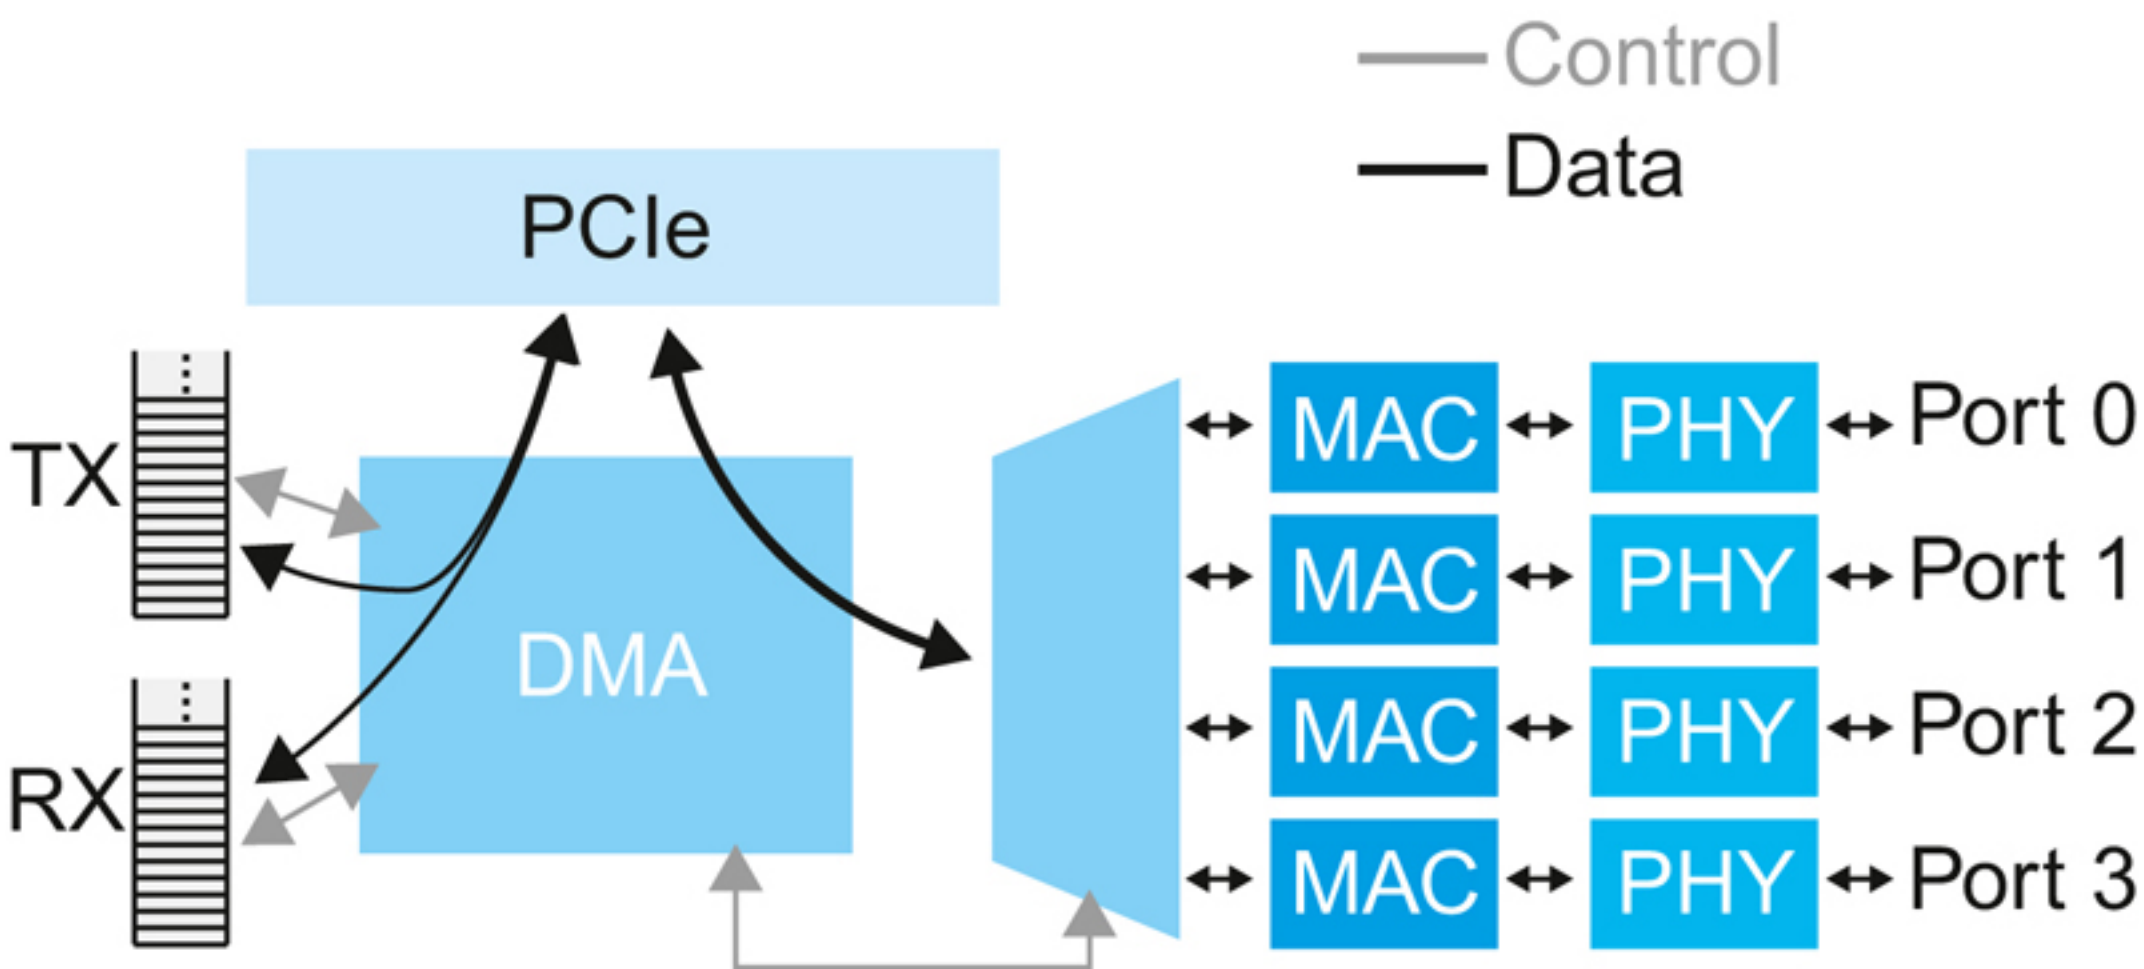 Control
Data
PCIe
TX
RX
DMA
MAC PHY Port 0
MAC PHY Port 1
MAC PHY Port 2
MAC PHY Port 3